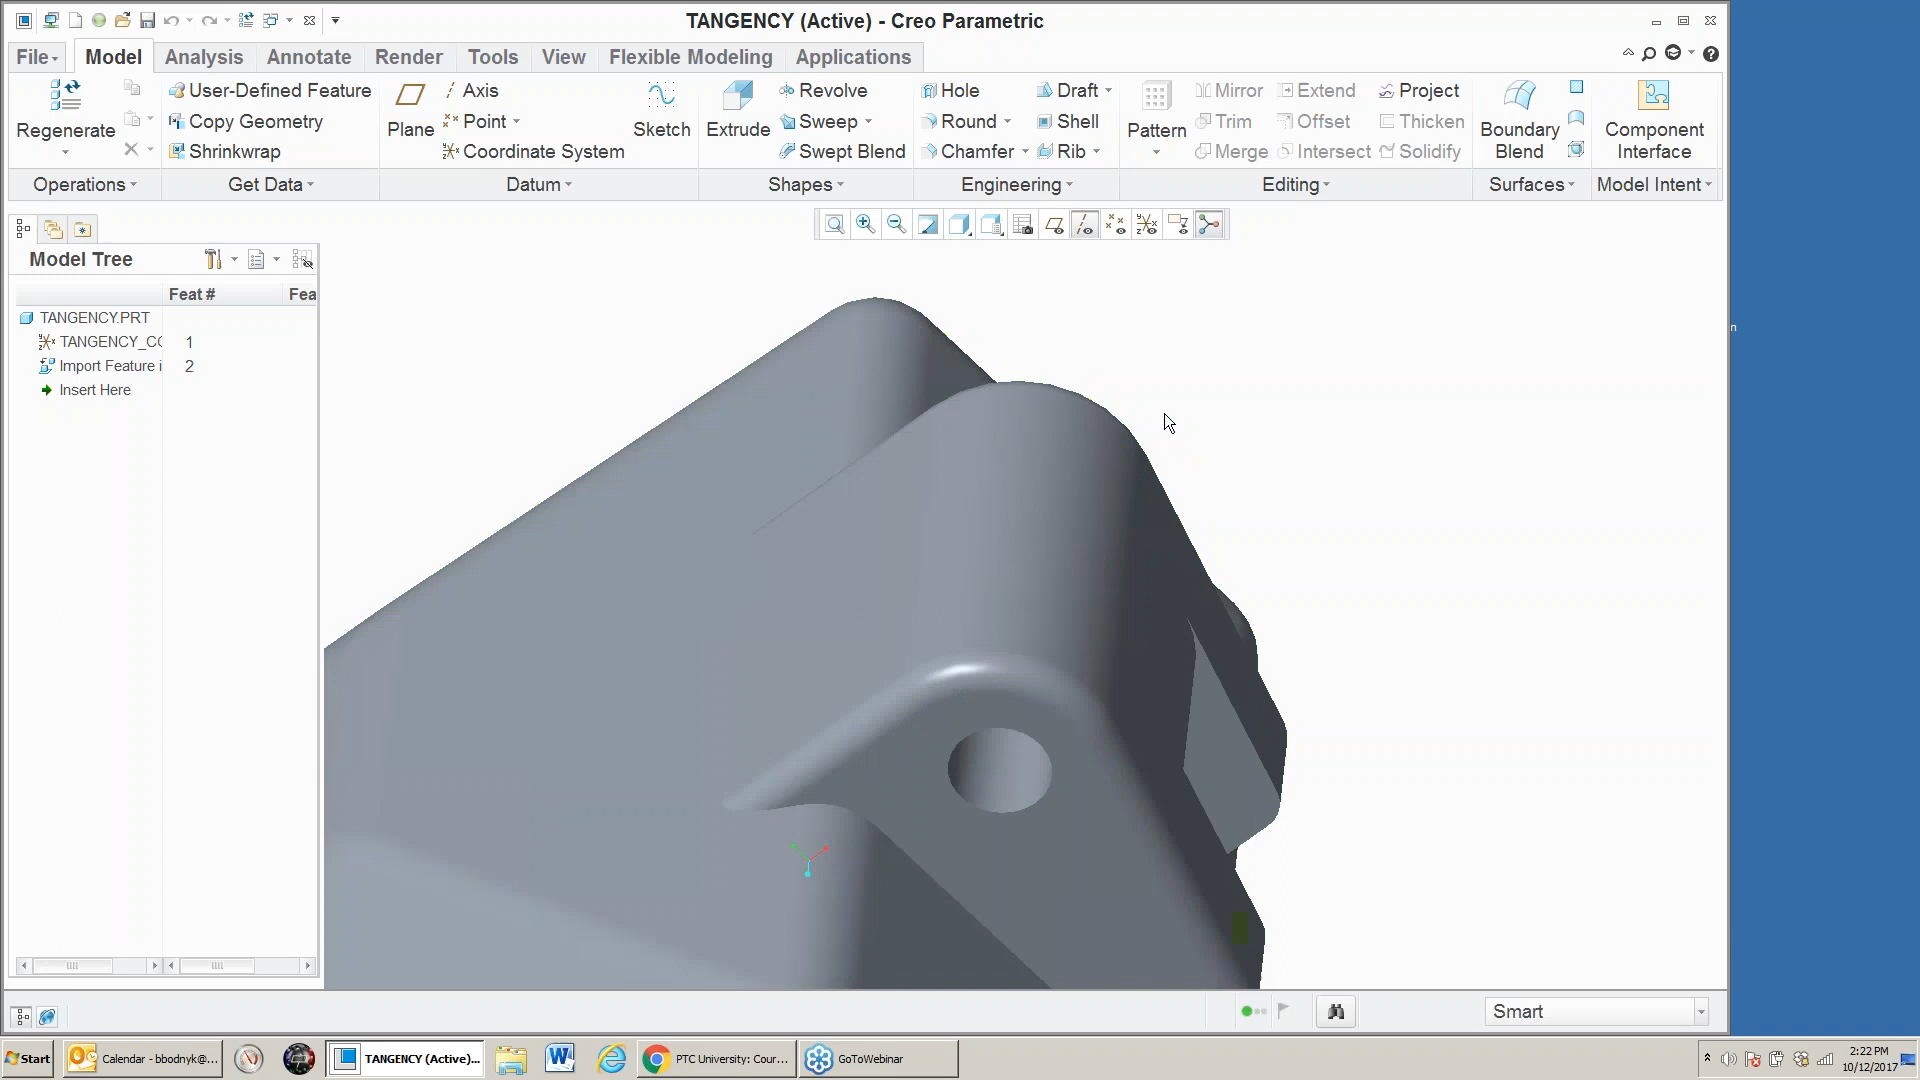 TANGENCY (Active) - Creo Parametric
File Model Analysis Annotate Render Tools View Flexible Modeling Applications
Regenerate
User-Defined Feature
Copy Geometry
Shrinkwrap
Plane
Axis
Point
Coordinate System
Sketch
Extrude
Revolve
Sweep
Swept Blend
Hole
Round
Chamfer
Draft
Shell
Rib
Pattern
Mirror
Trim
Merge
Extend
Offset
Intersect
Project
Thicken
Solidify
Boundary
Blend
Component
Interface
Operations Get Data Datum Shapes Engineering Editing Surfaces Model Intent
Model Tree
Feat # Fea
TANGENCY.PRT
TANGENCY_CO 1
Import Feature i 2
Insert Here
n
Smart
Start
Calendar - bbodnyk@...
TANGENCY (Active)...
PTC University: Cour...
GoToWebinar
2:22 PM
10/12/2017